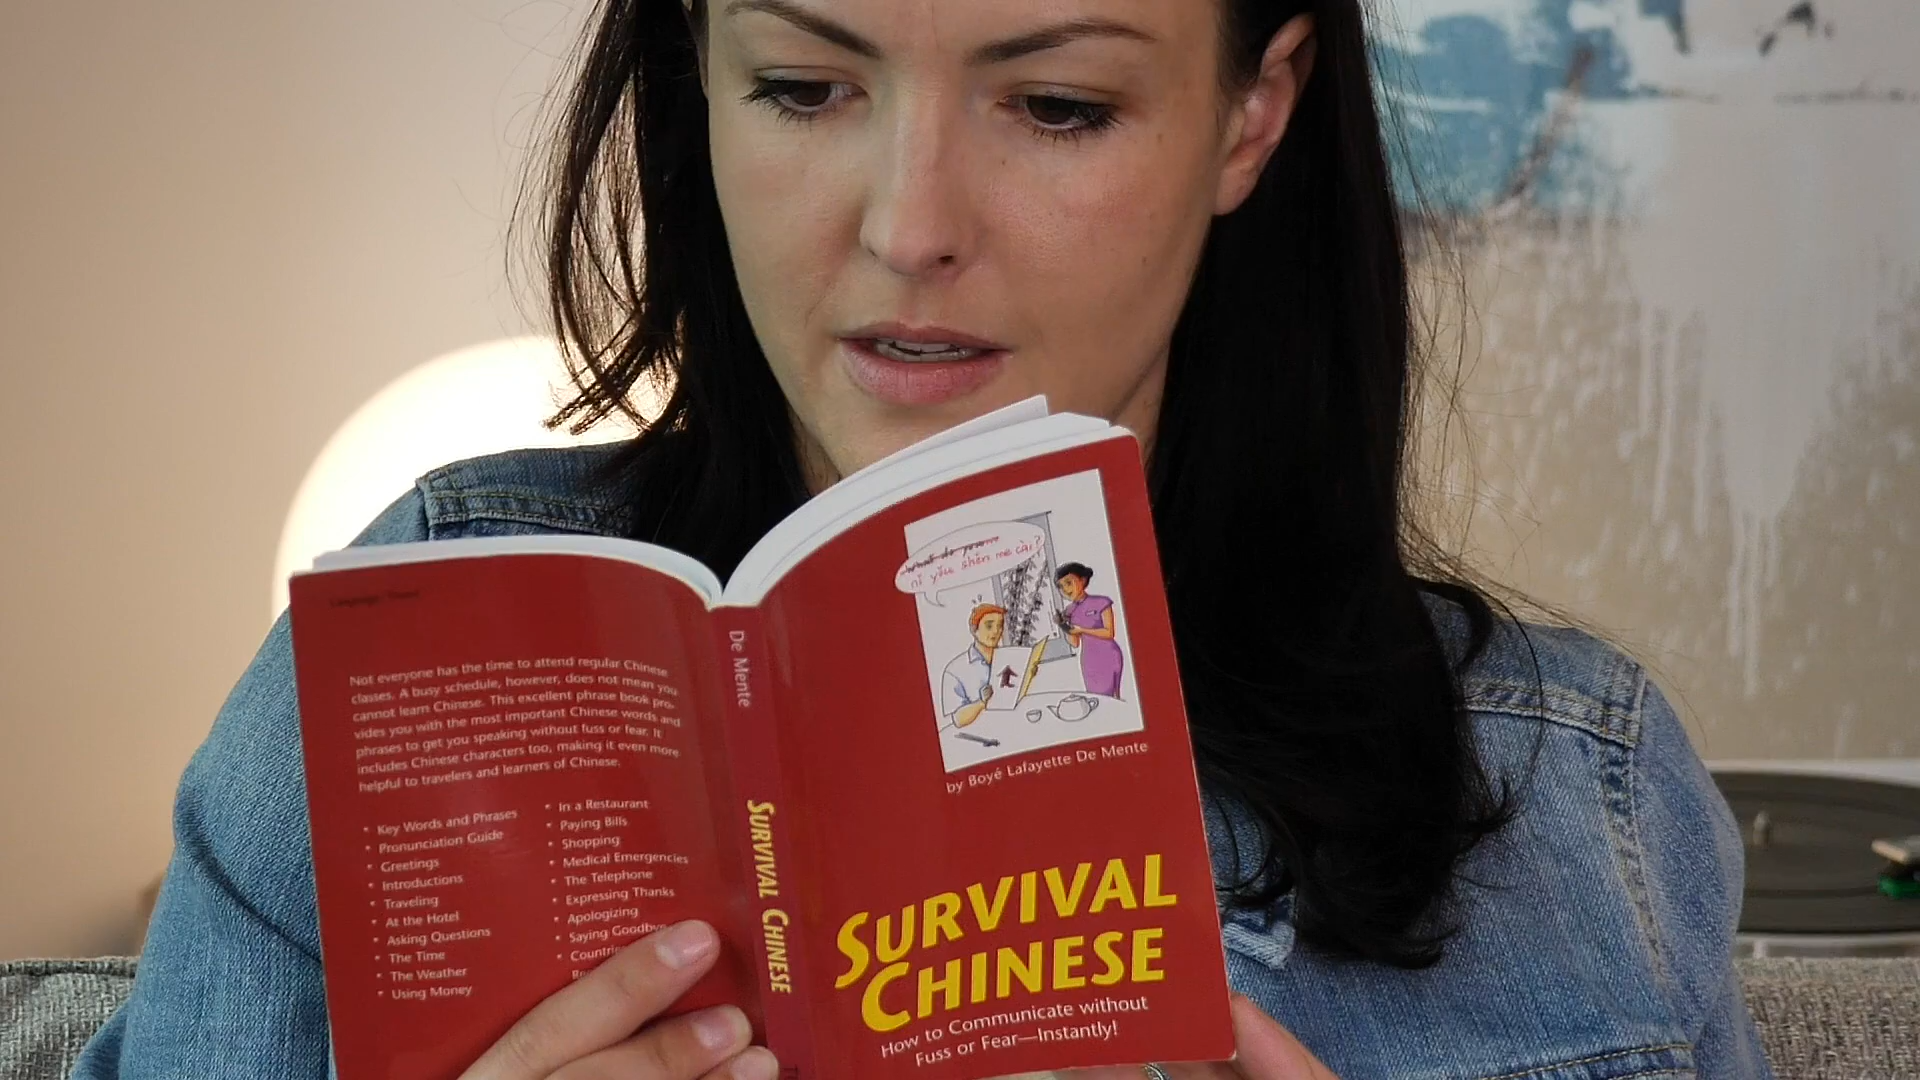 Language/Travel
Not everyone has the time to attend regular Chinese
classes. A busy schedule, however, does not mean you
cannot learn Chinese. This excellent phrase book pro-
vides you with the most important Chinese words and
phrases to get you speaking without fuss or fear. It
includes Chinese characters too, making it even more
helpful to travelers and learners of Chinese.
• Key Words and Phrases
• Pronunciation Guide
• Greetings
• Introductions
• Traveling
• At the Hotel
• Asking Questions
• The Time
• The Weather
• Using Money
• In a Restaurant
• Paying Bills
• Shopping
• Medical Emergencies
• The Telephone
• Expressing Thanks
• Apologizing
• Saying Goodbye
De Mente
SURVIVAL CHINESE
nǐ yǒu shén me cài?
by Boyé Lafayette De Mente
SURVIVAL
CHINESE
How to Communicate without
Fuss or Fear—Instantly!